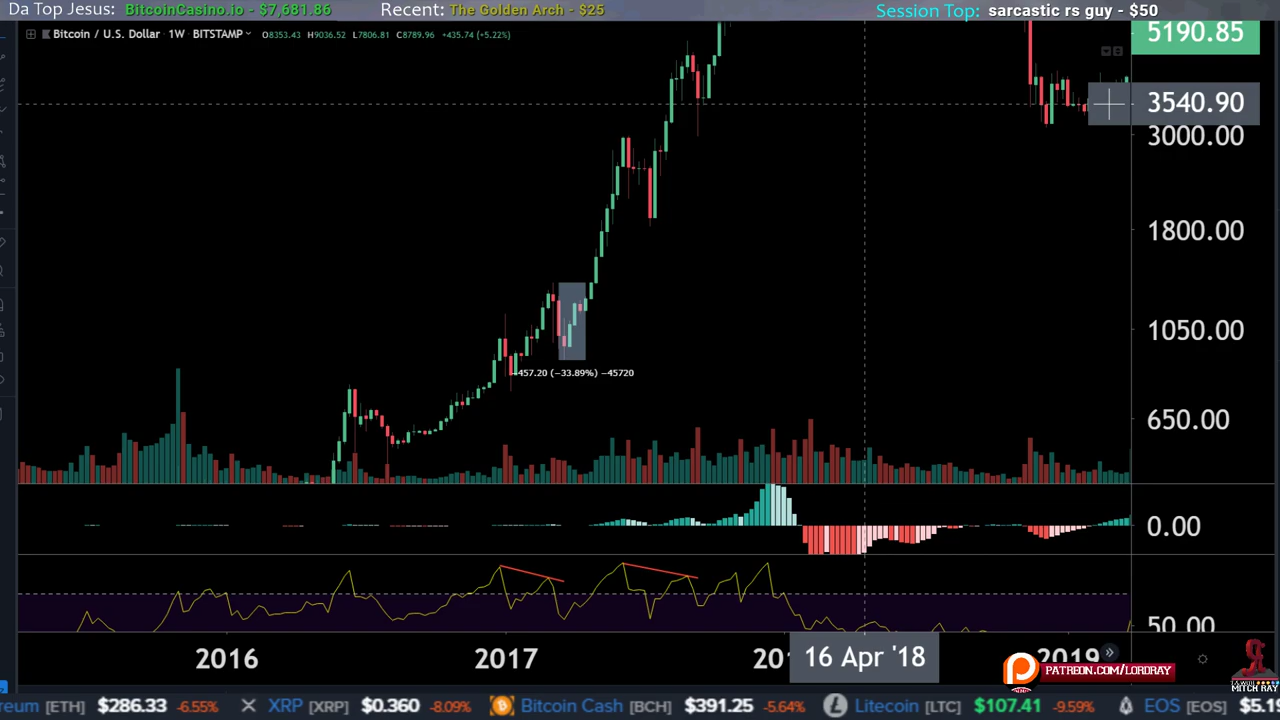 Da Top Jesus: BitcoinCasino.io - $7,681.86
Recent: The Golden Arch - $25
Session Top: sarcastic rs guy - $50
Bitcoin / U.S. Dollar 1W BITSTAMP O8353.43 H9036.52 L7806.81 C8789.96 +435.74 (+5.22%)
5190.85
3540.90
3000.00
1800.00
1050.00
650.00
−457.20 (−33.89%) −45720
0.00
50.00
2016
2017
16 Apr '18
2019
PATREON.COM/LORDRAY
MITCH RAY
[ETH] $286.33 -6.55%
XRP [XRP] $0.360 -8.09%
Bitcoin Cash [BCH] $391.25 -5.64%
Litecoin [LTC] $107.41 -9.59%
EOS [EOS]